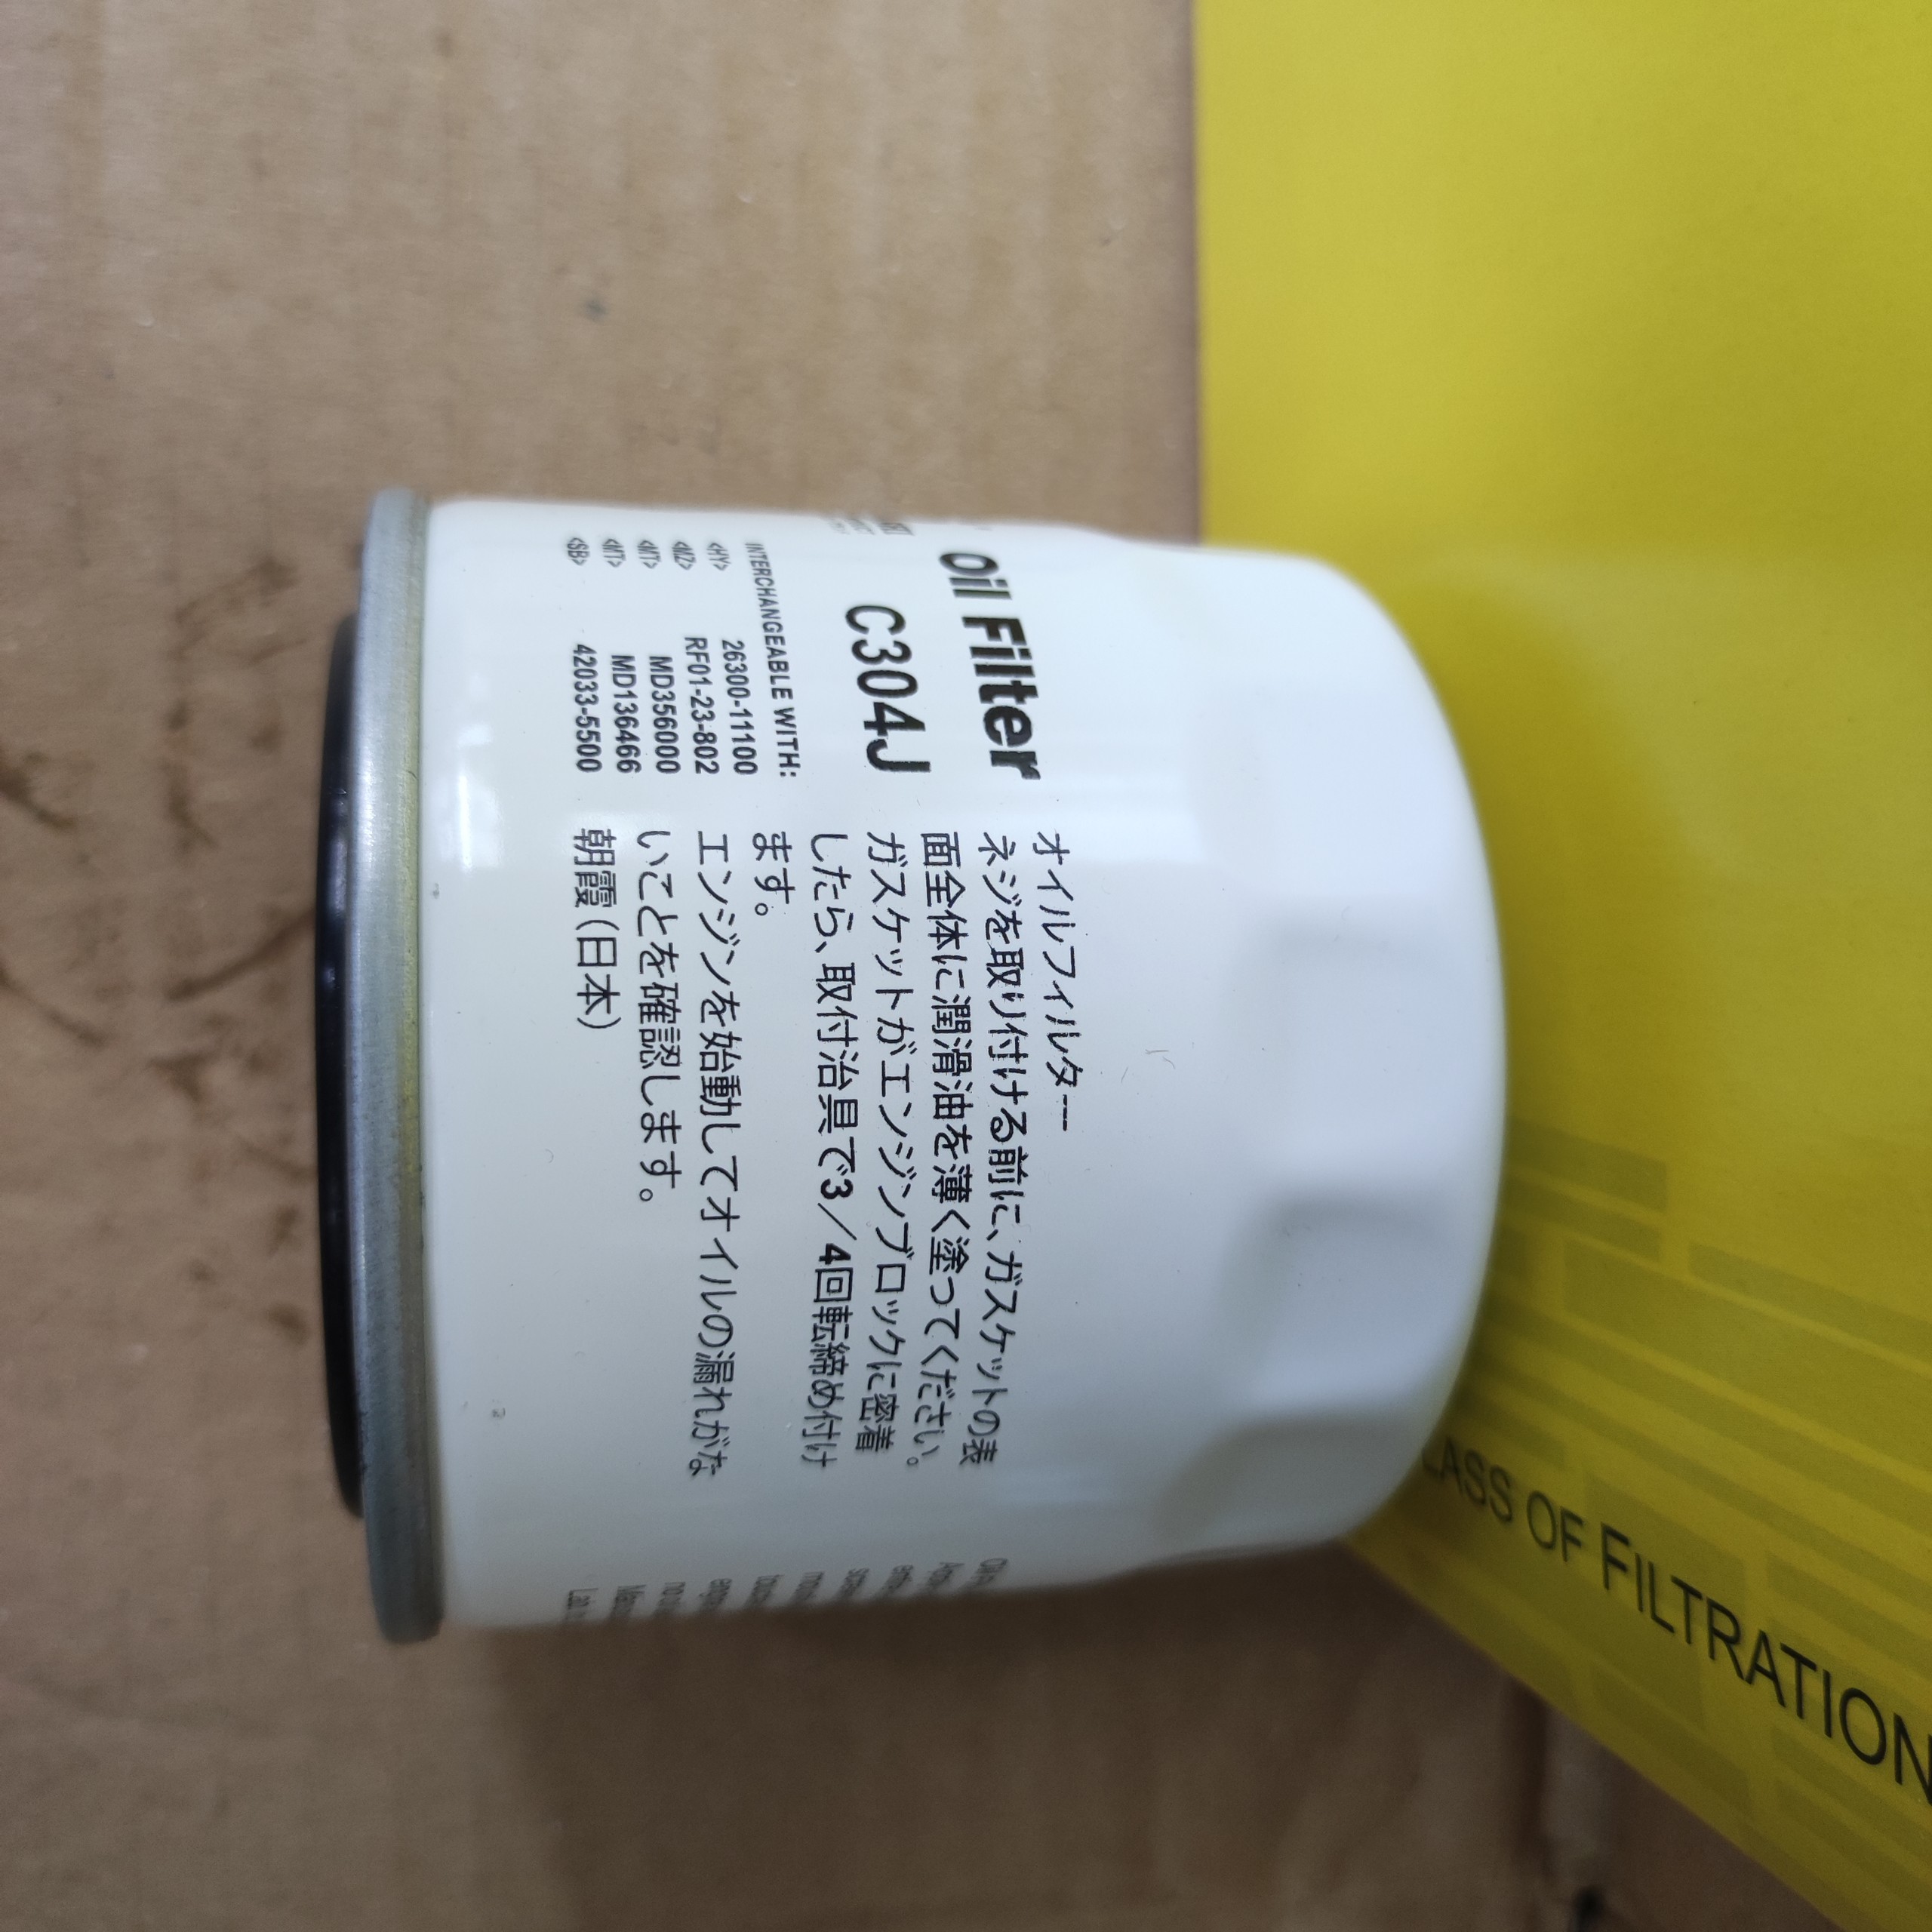 Oil Filter
C304J
INTERCHANGEABLE WITH:
<HY> 26300-11100
<MZ> RF01-23-802
<MT> MD356000
<MT> MD136466
<SB> 42033-5500
オイルフィルター
ネジを取り付ける前に、ガスケットの表
面全体に潤滑油を薄く塗ってください。
ガスケットがエンジンブロックに密着
したら、取付治具で3／4回転締め付け
ます。
エンジンを始動してオイルの漏れがな
いことを確認します。
朝霞（日本）
OF FILTRATION